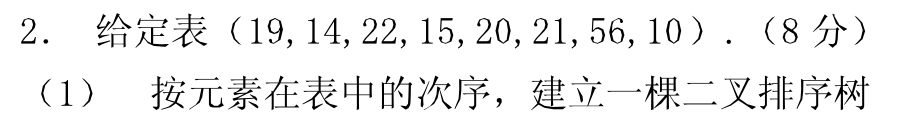 2. 给定表（19,14,22,15,20,21,56,10）.（8 分）
（1） 按元素在表中的次序，建立一棵二叉排序树